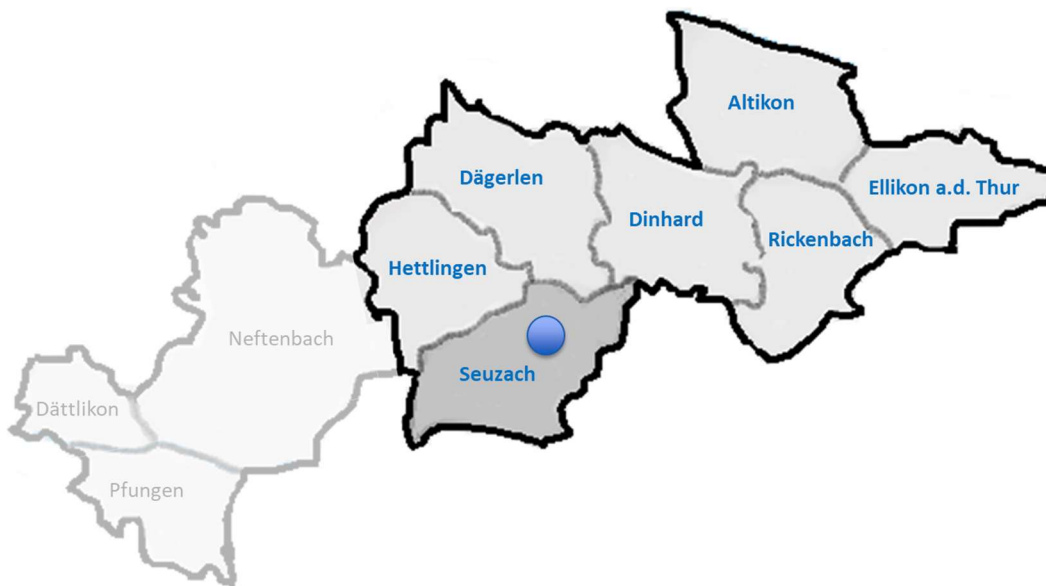 Altikon
Dägerlen
Ellikon a.d. Thur
Dinhard
Rickenbach
Hettlingen
Neftenbach
Seuzach
Dättlikon
Pfungen